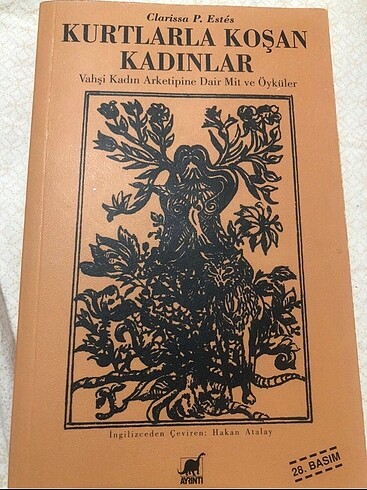 Clarissa P. Estés
KURTLARLA KOŞAN
KADINLAR
Vahşi Kadın Arketipine Dair Mit ve Öyküler
İngilizceden Çeviren: Hakan Atalay
AYRINTI
28. BASIM